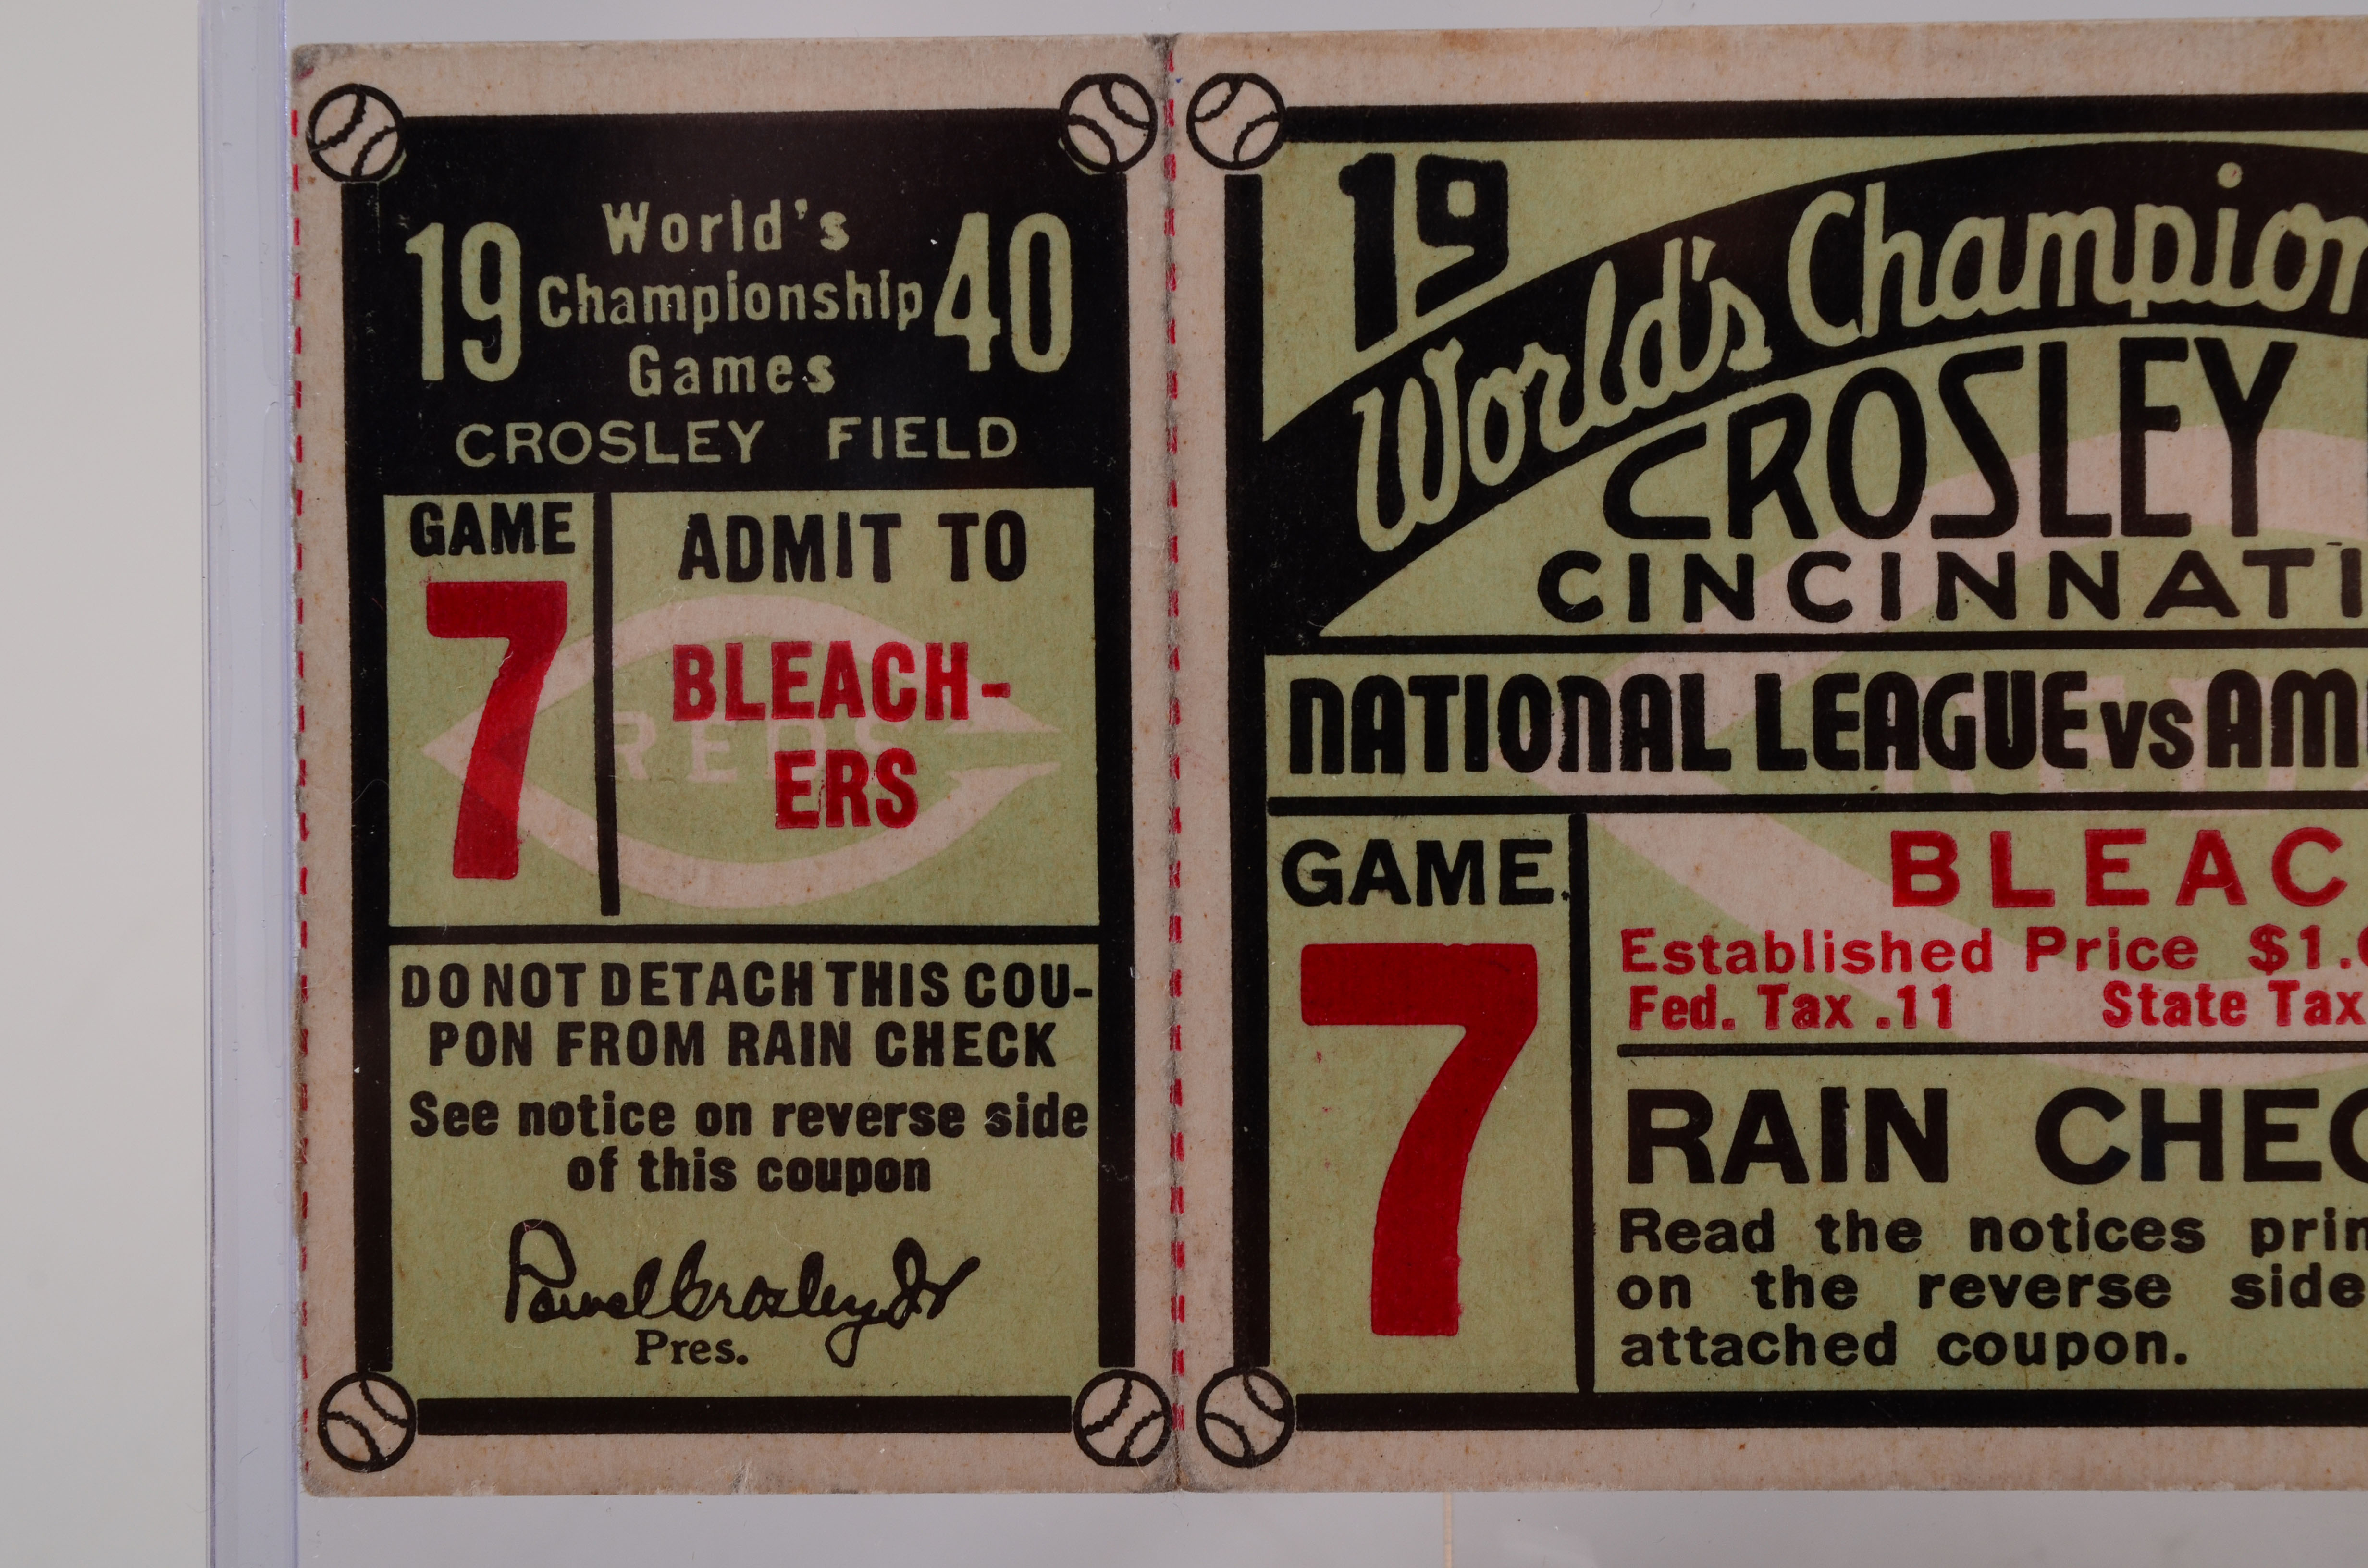 19 World's 40
Championship
Games
CROSLEY FIELD
GAME
7
ADMIT TO
BLEACH-
ERS
REDS
DO NOT DETACH THIS COU-
PON FROM RAIN CHECK
See notice on reverse side
of this coupon
Powel Crosley Jr
Pres.
19
World's Champion
CROSLEY
CINCINNATI
NATIONAL LEAGUE vs AM
GAME
7
BLEAC
Established Price $1.
Fed. Tax .11 State Tax
RAIN CHEC
Read the notices prin
on the reverse side
attached coupon.